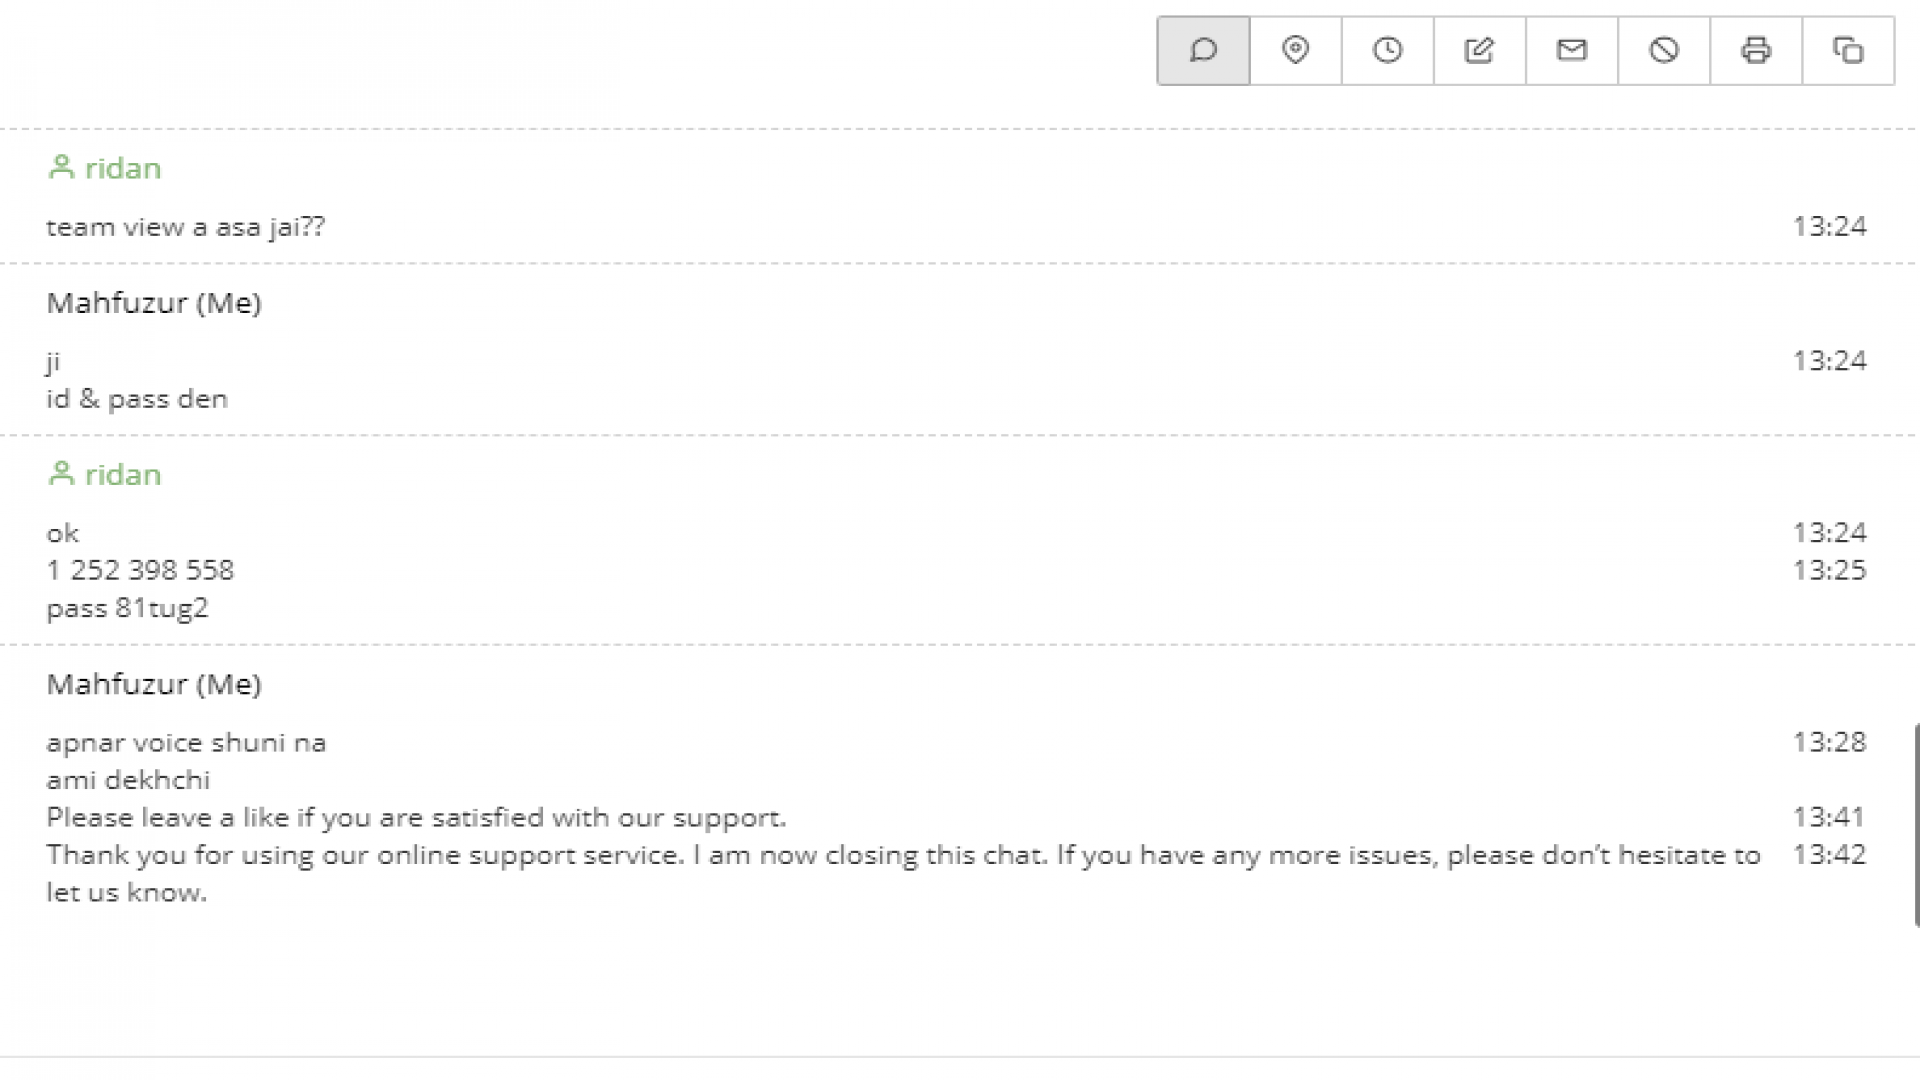 ridan
team view a asa jai?? 13:24
Mahfuzur (Me)
ji 13:24
id & pass den
ridan
ok 13:24
1 252 398 558 13:25
pass 81tug2
Mahfuzur (Me)
apnar voice shuni na 13:28
ami dekhchi
Please leave a like if you are satisfied with our support. 13:41
Thank you for using our online support service. I am now closing this chat. If you have any more issues, please don't hesitate to 13:42
let us know.